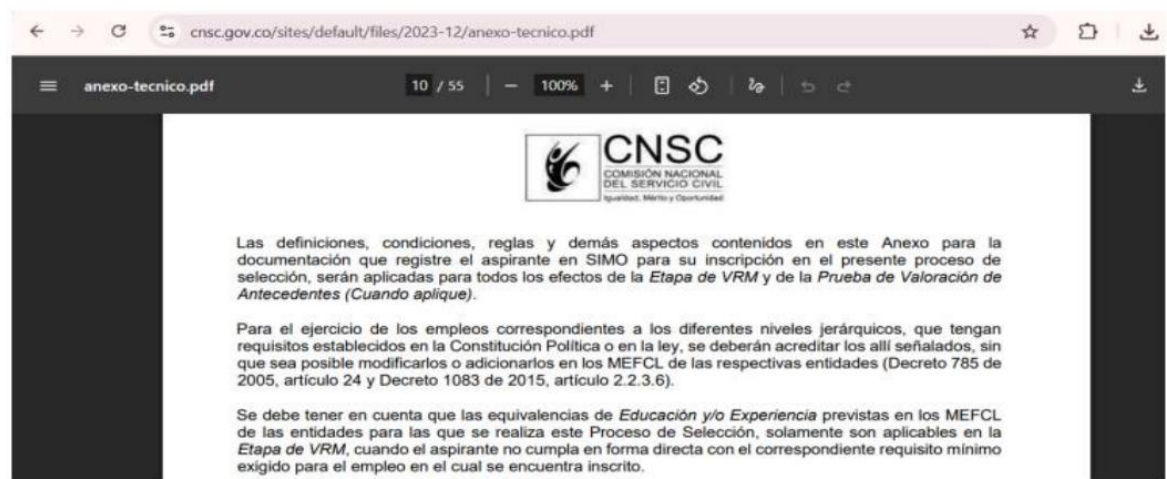 cnsc.gov.co/sites/default/files/2023-12/anexo-tecnico.pdf
anexo-tecnico.pdf
10 / 55
100%
CNSC
COMISIÓN NACIONAL
DEL SERVICIO CIVIL
Igualdad, Mérito y Oportunidad
Las definiciones, condiciones, reglas y demás aspectos contenidos en este Anexo para la
documentación que registre el aspirante en SIMO para su inscripción en el presente proceso de
selección, serán aplicadas para todos los efectos de la Etapa de VRM y de la Prueba de Valoración de
Antecedentes (Cuando aplique).
Para el ejercicio de los empleos correspondientes a los diferentes niveles jerárquicos, que tengan
requisitos establecidos en la Constitución Política o en la ley, se deberán acreditar los allí señalados, sin
que sea posible modificarlos o adicionarlos en los MEFCL de las respectivas entidades (Decreto 785 de
2005, artículo 24 y Decreto 1083 de 2015, artículo 2.2.3.6).
Se debe tener en cuenta que las equivalencias de Educación y/o Experiencia previstas en los MEFCL
de las entidades para las que se realiza este Proceso de Selección, solamente son aplicables en la
Etapa de VRM, cuando el aspirante no cumpla en forma directa con el correspondiente requisito mínimo
exigido para el empleo en el cual se encuentra inscrito.